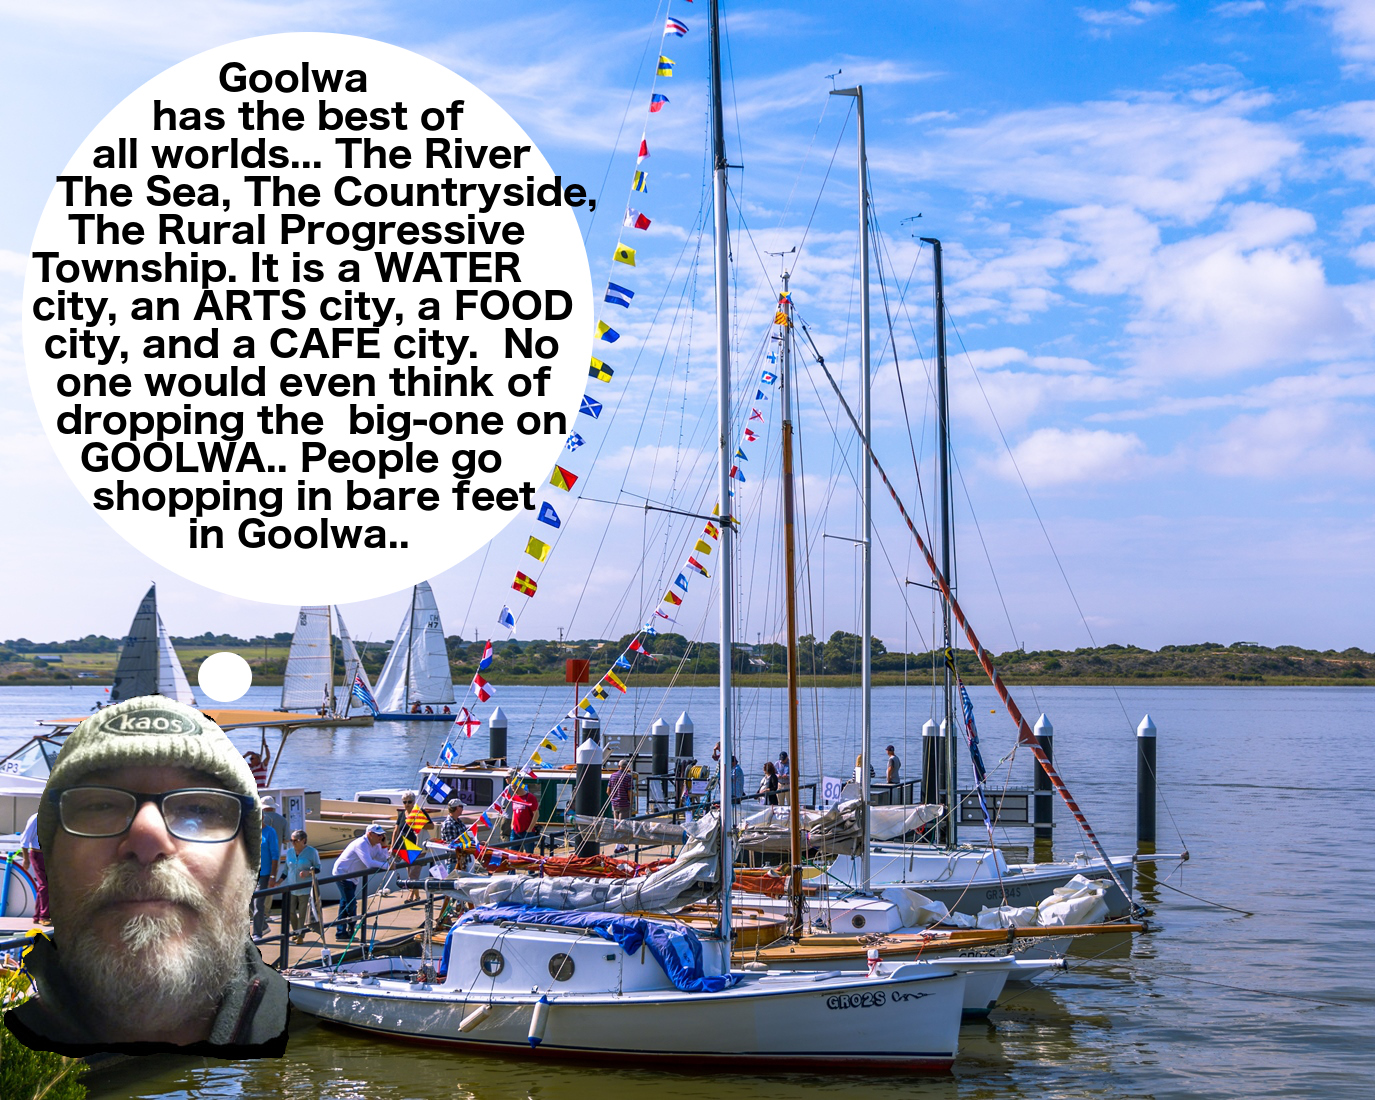 Goolwa
has the best of
all worlds... The River
The Sea, The Countryside,
The Rural Progressive
Township. It is a WATER
city, an ARTS city, a FOOD
city, and a CAFE city.  No
one would even think of
dropping the  big-one on
GOOLWA.. People go
shopping in bare feet
in Goolwa..
kaos
P3
P1
80
GR02S